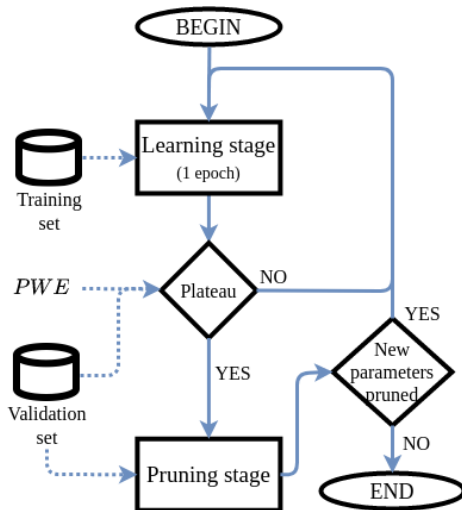 BEGIN
Learning stage
(1 epoch)
Training
set
Plateau
NO
PWE
YES
YES
New
parameters
pruned
Validation
set
NO
Pruning stage
END